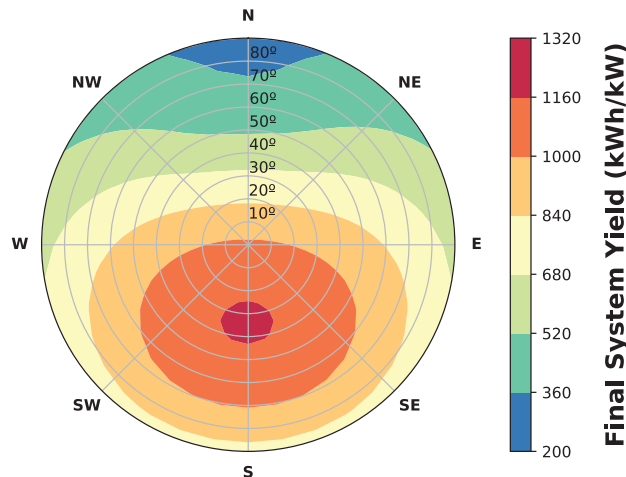 N
NW
NE
80º
70º
60º
50º
40º
30º
20º
10º
W
E
SW
SE
S
1320
1160
1000
840
680
520
360
200
Final System Yield (kWh/kW)